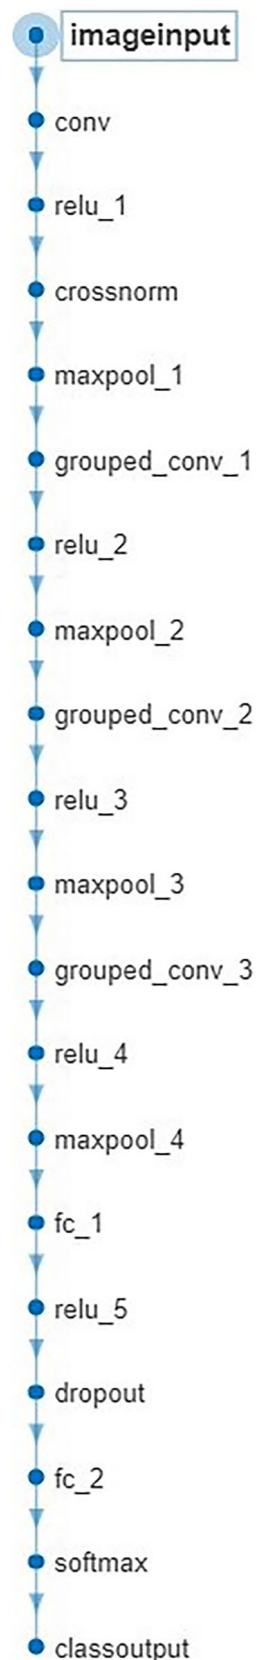 imageinput
conv
relu_1
crossnorm
maxpool_1
grouped_conv_1
relu_2
maxpool_2
grouped_conv_2
relu_3
maxpool_3
grouped_conv_3
relu_4
maxpool_4
fc_1
relu_5
dropout
fc_2
softmax
classoutput